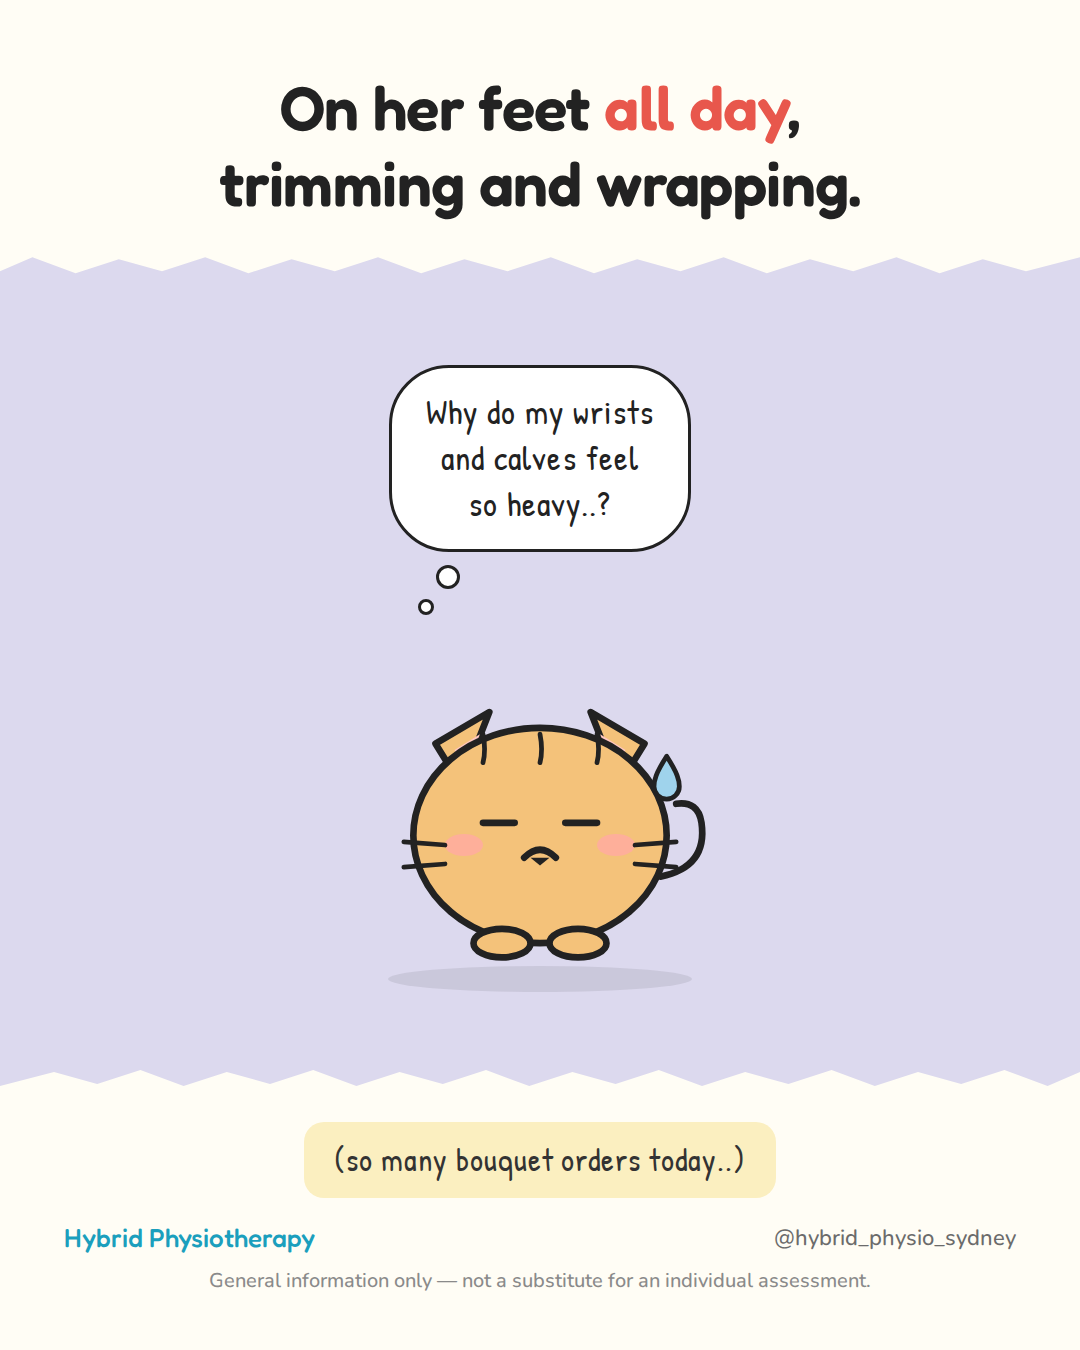 On her feet all day,
trimming and wrapping.
Why do my wrists
and calves feel
so heavy..?
(so many bouquet orders today..)
Hybrid Physiotherapy
@hybrid_physio_sydney
General information only — not a substitute for an individual assessment.